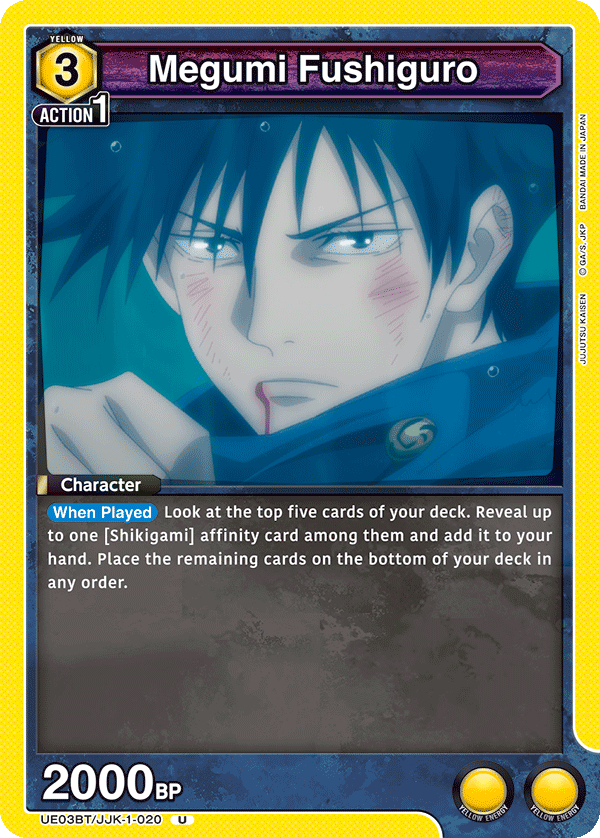 YELLOW
3
Megumi Fushiguro
ACTION 1
BANDAI MADE IN JAPAN
© GA/S, JKP
JUJUTSU KAISEN
Character
When Played Look at the top five cards of your deck. Reveal up
to one [Shikigami] affinity card among them and add it to your
hand. Place the remaining cards on the bottom of your deck in
any order.
2000 BP
YELLOW ENERGY
YELLOW ENERGY
UE03BT/JJK-1-020 U